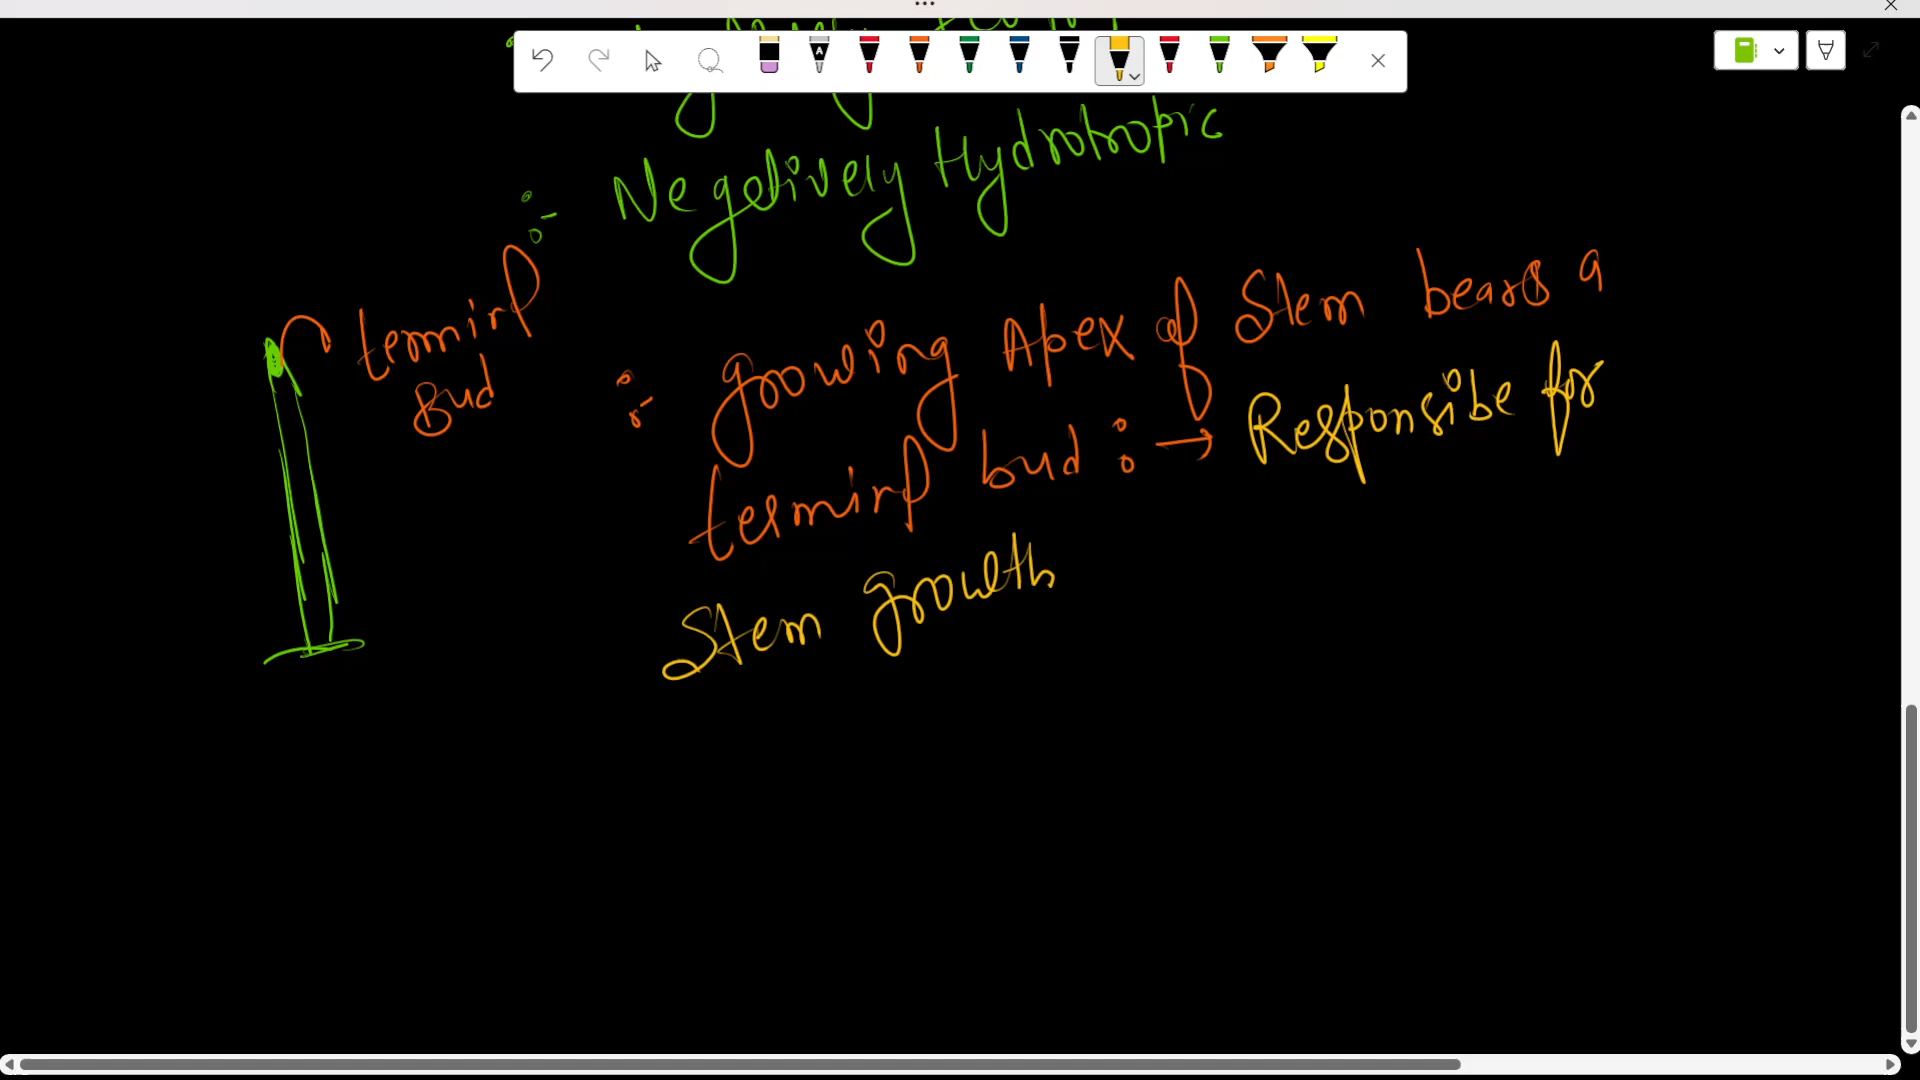 Negetively Hydrotropic
terminl
Bud
growing Apex of Stem bears a
terminl bud : → Responsibe for
Stem growth
A